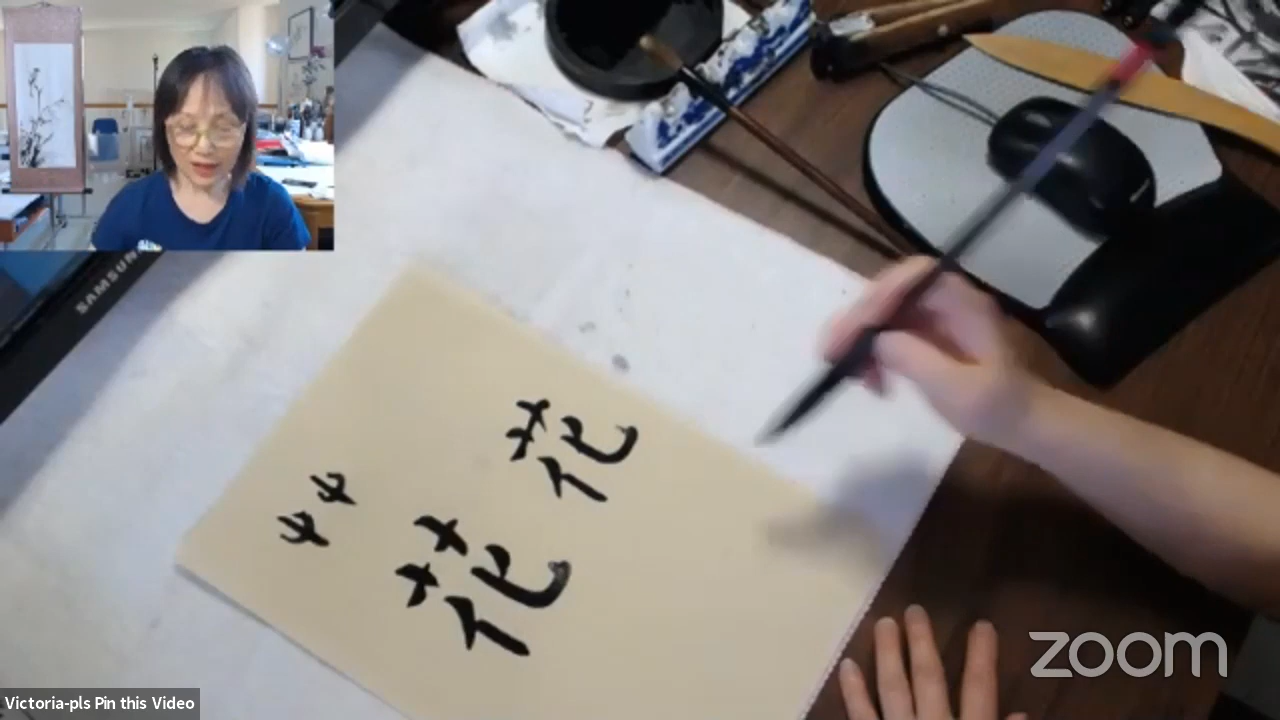 SAMSUNG
花
花
艹
zoom
Victoria-pls Pin this Video